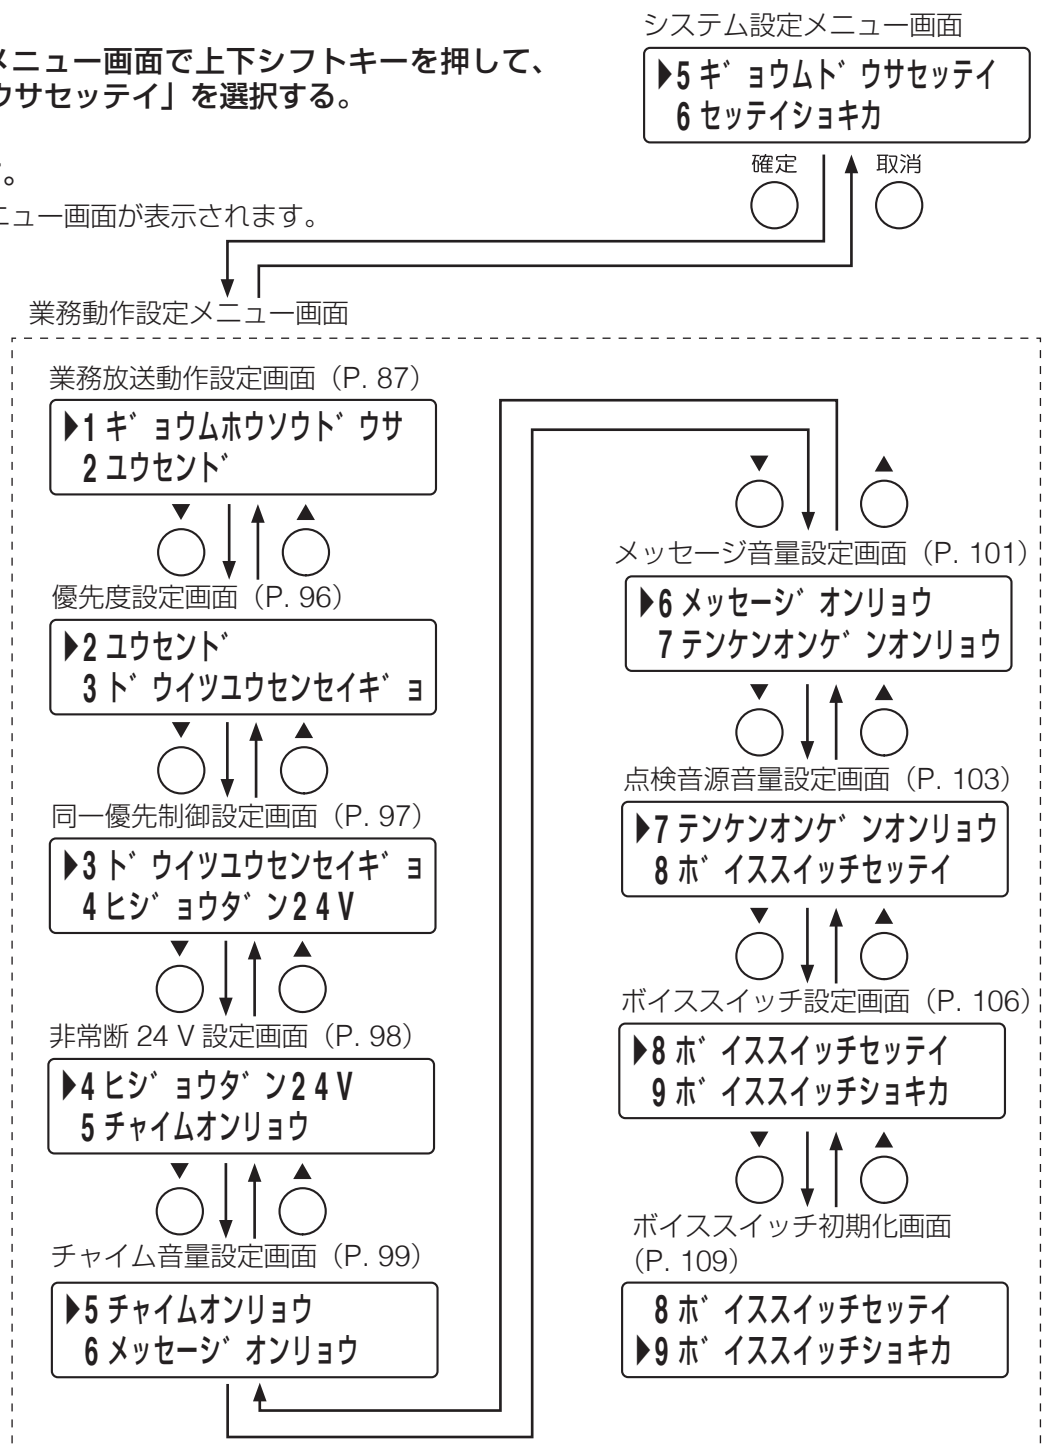 メニュー画面で上下シフトキーを押して、
ウサセッテイ」を選択する。
す。
ニュー画面が表示されます。
システム設定メニュー画面
▶5 ギョウムドウサセッテイ
6 セッテイショキカ
確定 取消
業務動作設定メニュー画面
業務放送動作設定画面（P. 87）
▶1 ギョウムホウソウドウサ
2 ユウセンド
▼ ▲
優先度設定画面（P. 96）
▶2 ユウセンド
3 ドウイツユウセンセイギョ
▼ ▲
同一優先制御設定画面（P. 97）
▶3 ドウイツユウセンセイギョ
4 ヒジョウダン24V
▼ ▲
非常断 24 V 設定画面（P. 98）
▶4 ヒジョウダン24V
5 チャイムオンリョウ
▼ ▲
チャイム音量設定画面（P. 99）
▶5 チャイムオンリョウ
6 メッセージオンリョウ
▼ ▲
メッセージ音量設定画面（P. 101）
▶6 メッセージオンリョウ
7 テンケンオンゲンオンリョウ
▼ ▲
点検音源音量設定画面（P. 103）
▶7 テンケンオンゲンオンリョウ
8 ボイススイッチセッテイ
▼ ▲
ボイススイッチ設定画面（P. 106）
▶8 ボイススイッチセッテイ
9 ボイススイッチショキカ
▼ ▲
ボイススイッチ初期化画面
（P. 109）
8 ボイススイッチセッテイ
▶9 ボイススイッチショキカ